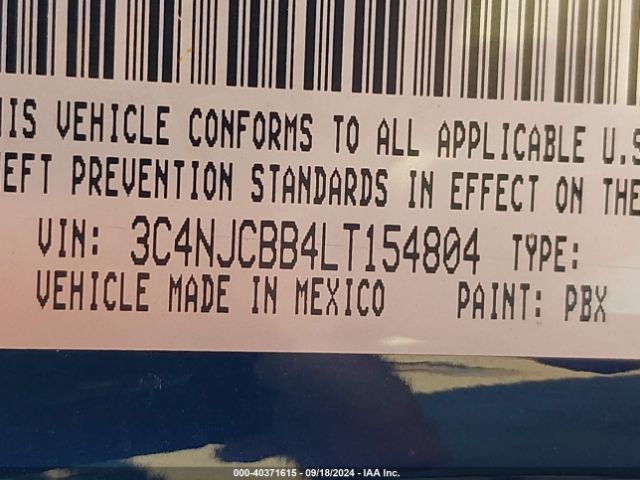 HIS VEHICLE CONFORMS TO ALL APPLICABLE U.S
EFT PREVENTION STANDARDS IN EFFECT ON THE
VIN: 3C4NJCBB4LT154804 TYPE:
VEHICLE MADE IN MEXICO PAINT: PBX
000-40371615 - 09/18/2024 - IAA Inc.